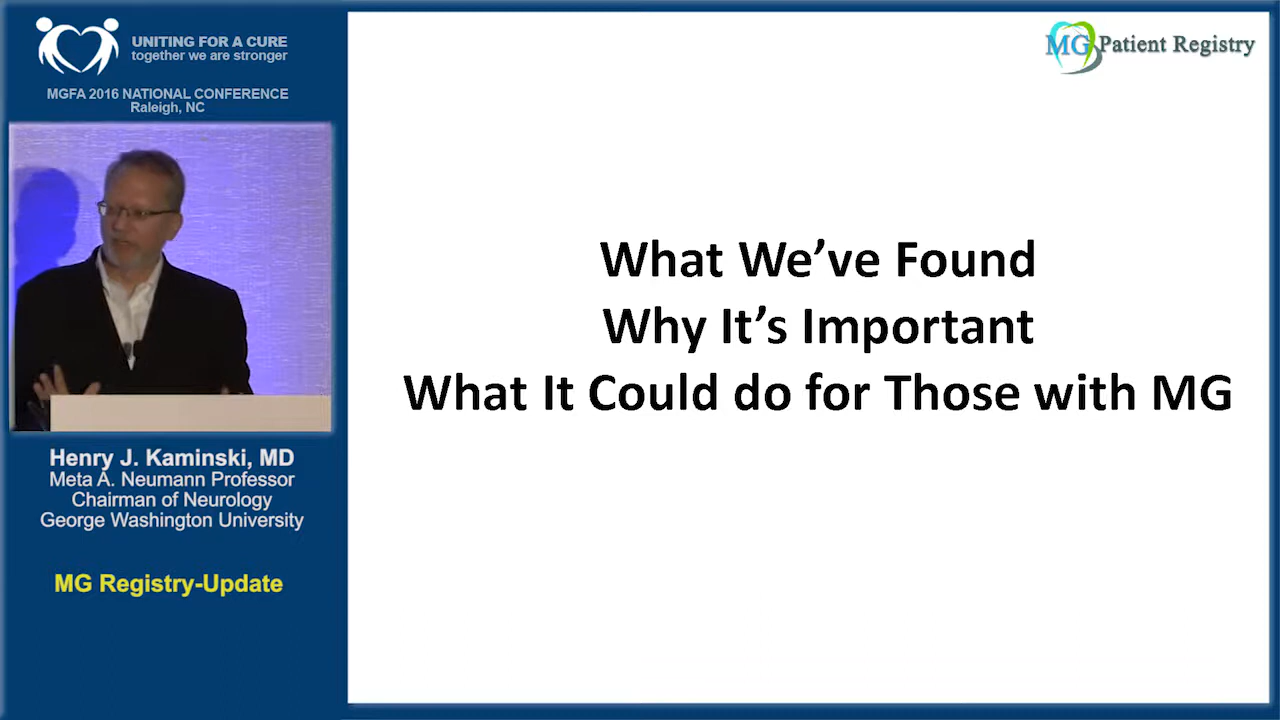 UNITING FOR A CURE
together we are stronger
MGFA 2016 NATIONAL CONFERENCE
Raleigh, NC
Henry J. Kaminski, MD
Meta A. Neumann Professor
Chairman of Neurology
George Washington University
MG Registry-Update
MG Patient Registry
What We’ve Found
Why It’s Important
What It Could do for Those with MG